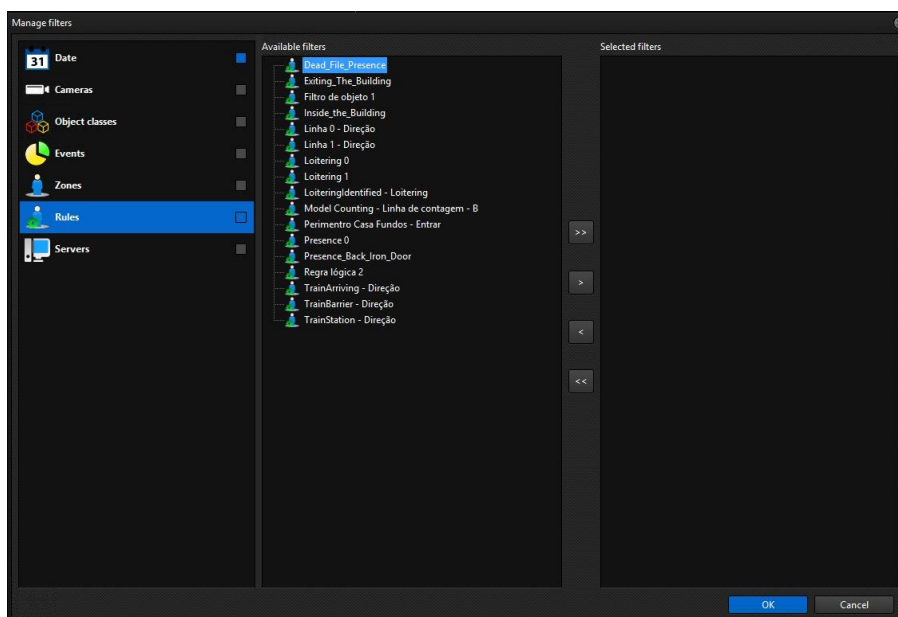 Manage filters
31 Date
Cameras
Object classes
Events
Zones
Rules
Servers
Available filters
Dead_File_Presence
Exiting_The_Building
Filtro de objeto 1
Inside_the_Building
Linha 0 - Direção
Linha 1 - Direção
Loitering 0
Loitering 1
LoiteringIdentified - Loitering
Model Counting - Linha de contagem - B
Perimentro Casa Fundos - Entrar
Presence 0
Presence_Back_Iron_Door
Regra lógica 2
TrainArriving - Direção
TrainBarrier - Direção
TrainStation - Direção
>>
>
<
<<
Selected filters
OK Cancel